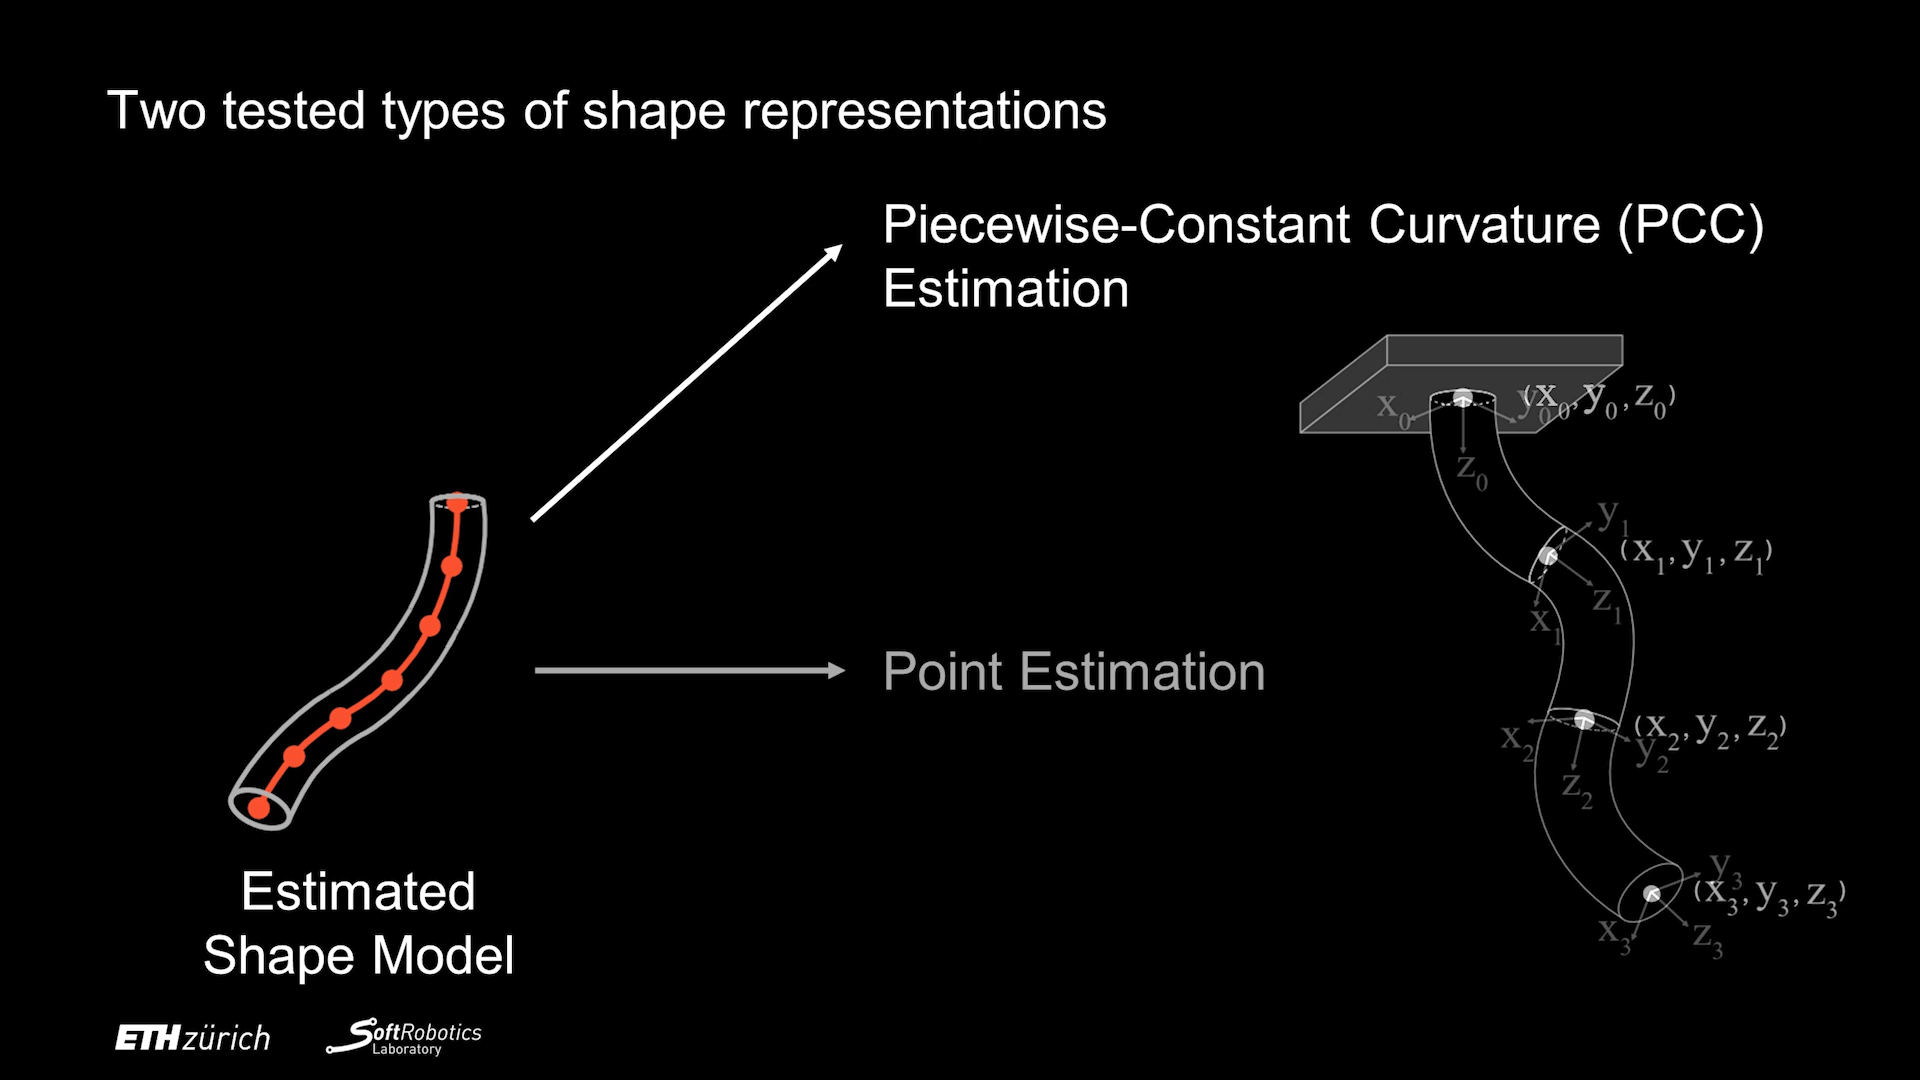 Two tested types of shape representations
Piecewise-Constant Curvature (PCC)
Estimation
x₀ y₀ (x₀, y₀, z₀)
z₀
y₁
(x₁, y₁, z₁)
z₁
x₁
Point Estimation
(x₂, y₂, z₂)
x₂ y₂
z₂
y₃
(x₃, y₃, z₃)
x₃ z₃
Estimated
Shape Model
ETH zürich
SoftRobotics
Laboratory